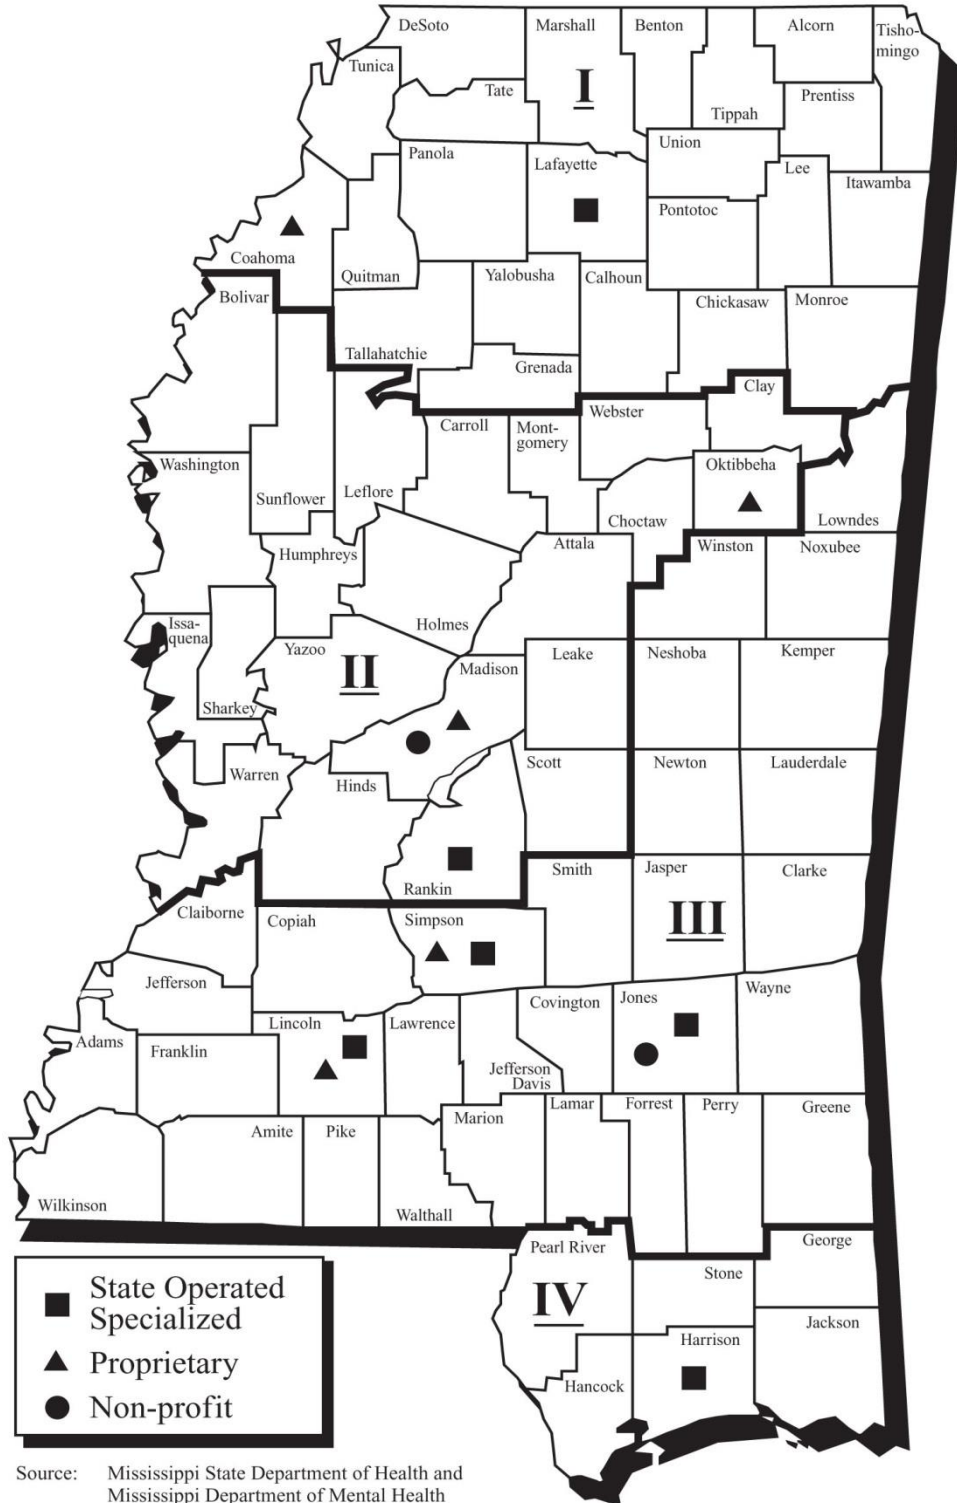 DeSoto
Marshall
Benton
Alcorn
Tisho-
mingo
Tunica
Tate
I
Tippah
Prentiss
Panola
Lafayette
Union
Lee
Itawamba
Pontotoc
Coahoma
Quitman
Yalobusha
Calhoun
Bolivar
Chickasaw
Monroe
Tallahatchie
Grenada
Clay
Carroll
Mont-
gomery
Webster
Washington
Sunflower
Leflore
Oktibbeha
Choctaw
Lowndes
Humphreys
Attala
Winston
Noxubee
Issa-
quena
Holmes
Yazoo
II
Madison
Leake
Neshoba
Kemper
Sharkey
Warren
Hinds
Scott
Newton
Lauderdale
Rankin
Smith
Jasper
Clarke
Claiborne
Copiah
Simpson
III
Jefferson
Covington
Jones
Wayne
Adams
Franklin
Lincoln
Lawrence
Jefferson
Davis
Marion
Lamar
Forrest
Perry
Greene
Amite
Pike
Wilkinson
Walthall
Pearl River
George
Stone
IV
Harrison
Jackson
Hancock
State Operated
Specialized
Proprietary
Non-profit
Source: Mississippi State Department of Health and
Mississippi Department of Mental Health